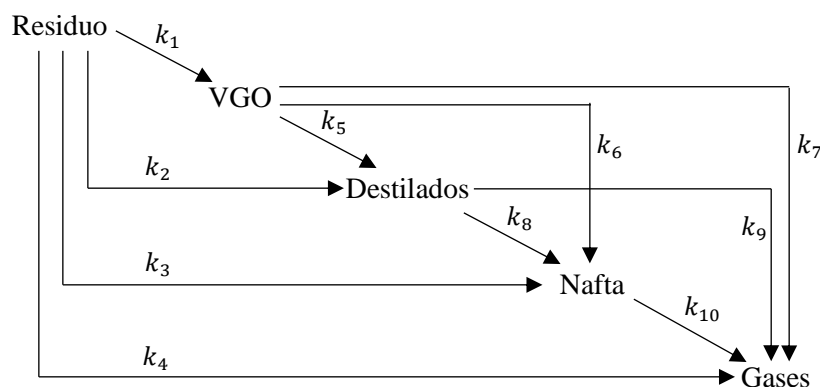 Residuo
k₁
VGO
k₅
k₆
k₇
k₂
Destilados
k₈
k₉
k₃
Nafta
k₁₀
k₄
Gases